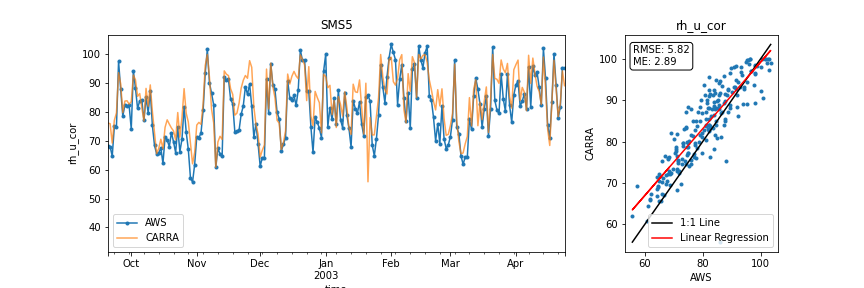 SMS5
rh_u_cor
100
90
80
70
60
50
40
rh_u_cor
AWS
CARRA
Oct
Nov
Dec
Jan
2003
Feb
Mar
Apr
time
RMSE: 5.82
ME: 2.89
100
90
80
70
60
CARRA
1:1 Line
Linear Regression
60
80
100
AWS